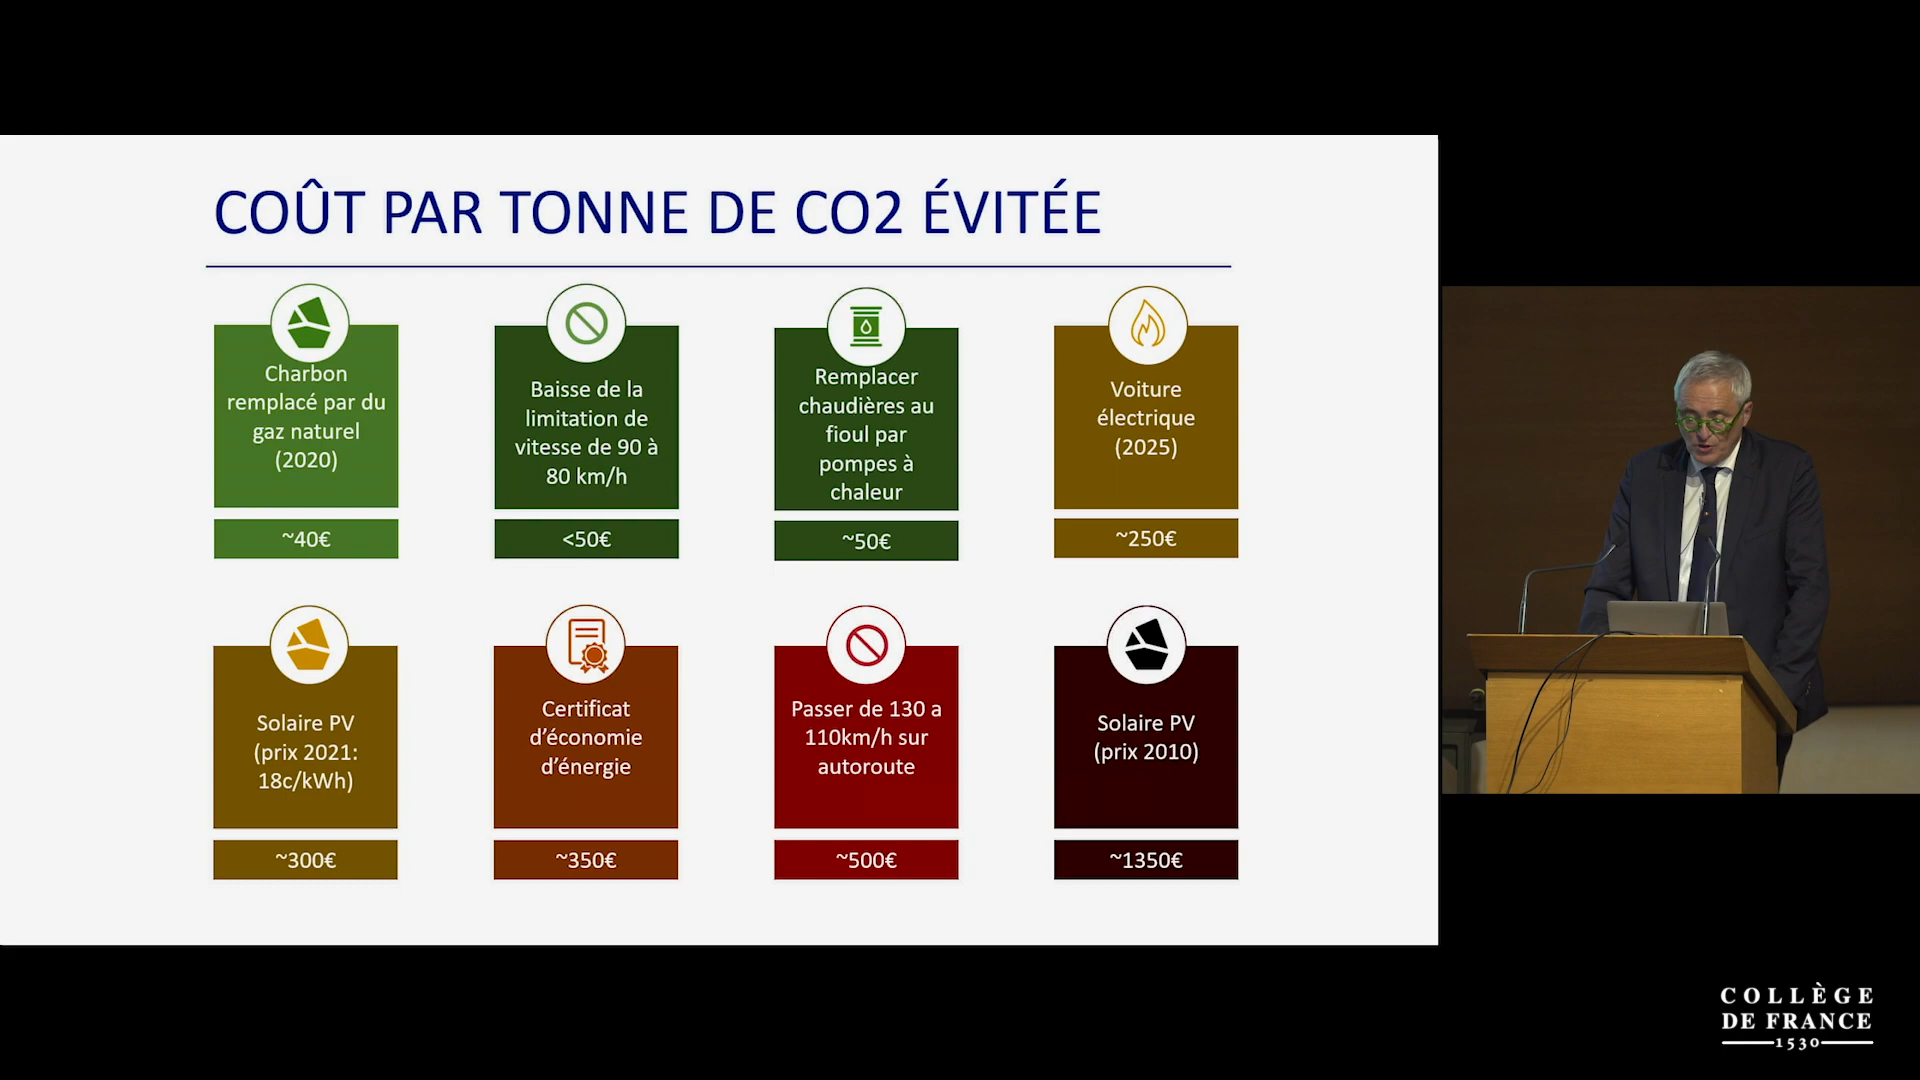 COÛT PAR TONNE DE CO2 ÉVITÉE
Charbon
remplacé par du
gaz naturel
(2020)
~40€
Baisse de la
limitation de
vitesse de 90 à
80 km/h
<50€
Remplacer
chaudières au
fioul par
pompes à
chaleur
~50€
Voiture
électrique
(2025)
~250€
Solaire PV
(prix 2021:
18c/kWh)
~300€
Certificat
d’économie
d’énergie
~350€
Passer de 130 a
110km/h sur
autoroute
~500€
Solaire PV
(prix 2010)
~1350€
COLLÈGE
DE FRANCE
1530